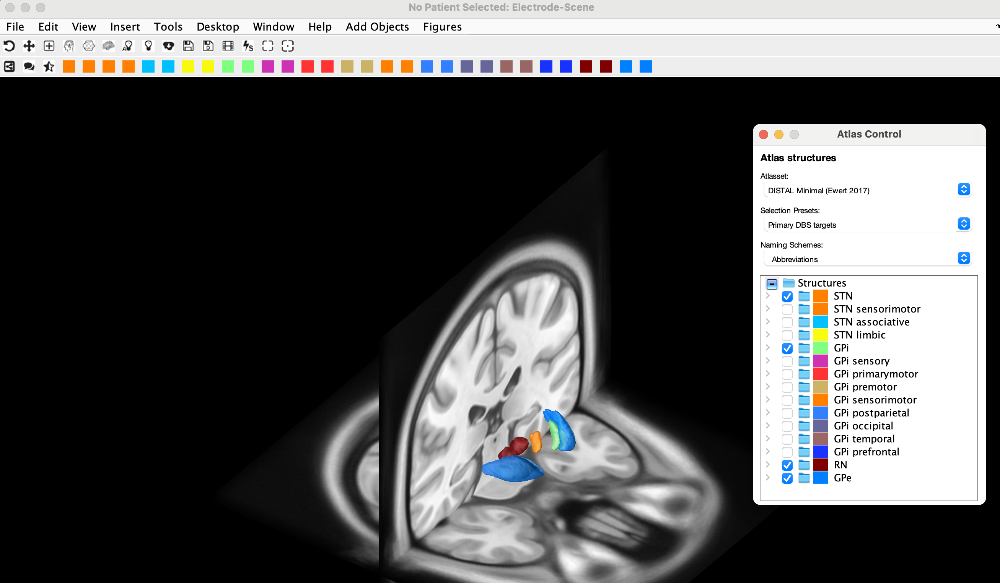 No Patient Selected: Electrode-Scene
File Edit View Insert Tools Desktop Window Help Add Objects Figures
A D S
Atlas Control
Atlas structures
Atlasset:
DISTAL Minimal (Ewert 2017)
Selection Presets:
Primary DBS targets
Naming Schemes:
Abbreviations
Structures
STN
STN sensorimotor
STN associative
STN limbic
GPi
GPi sensory
GPi primarymotor
GPi premotor
GPi sensorimotor
GPi postparietal
GPi occipital
GPi temporal
GPi prefrontal
RN
GPe